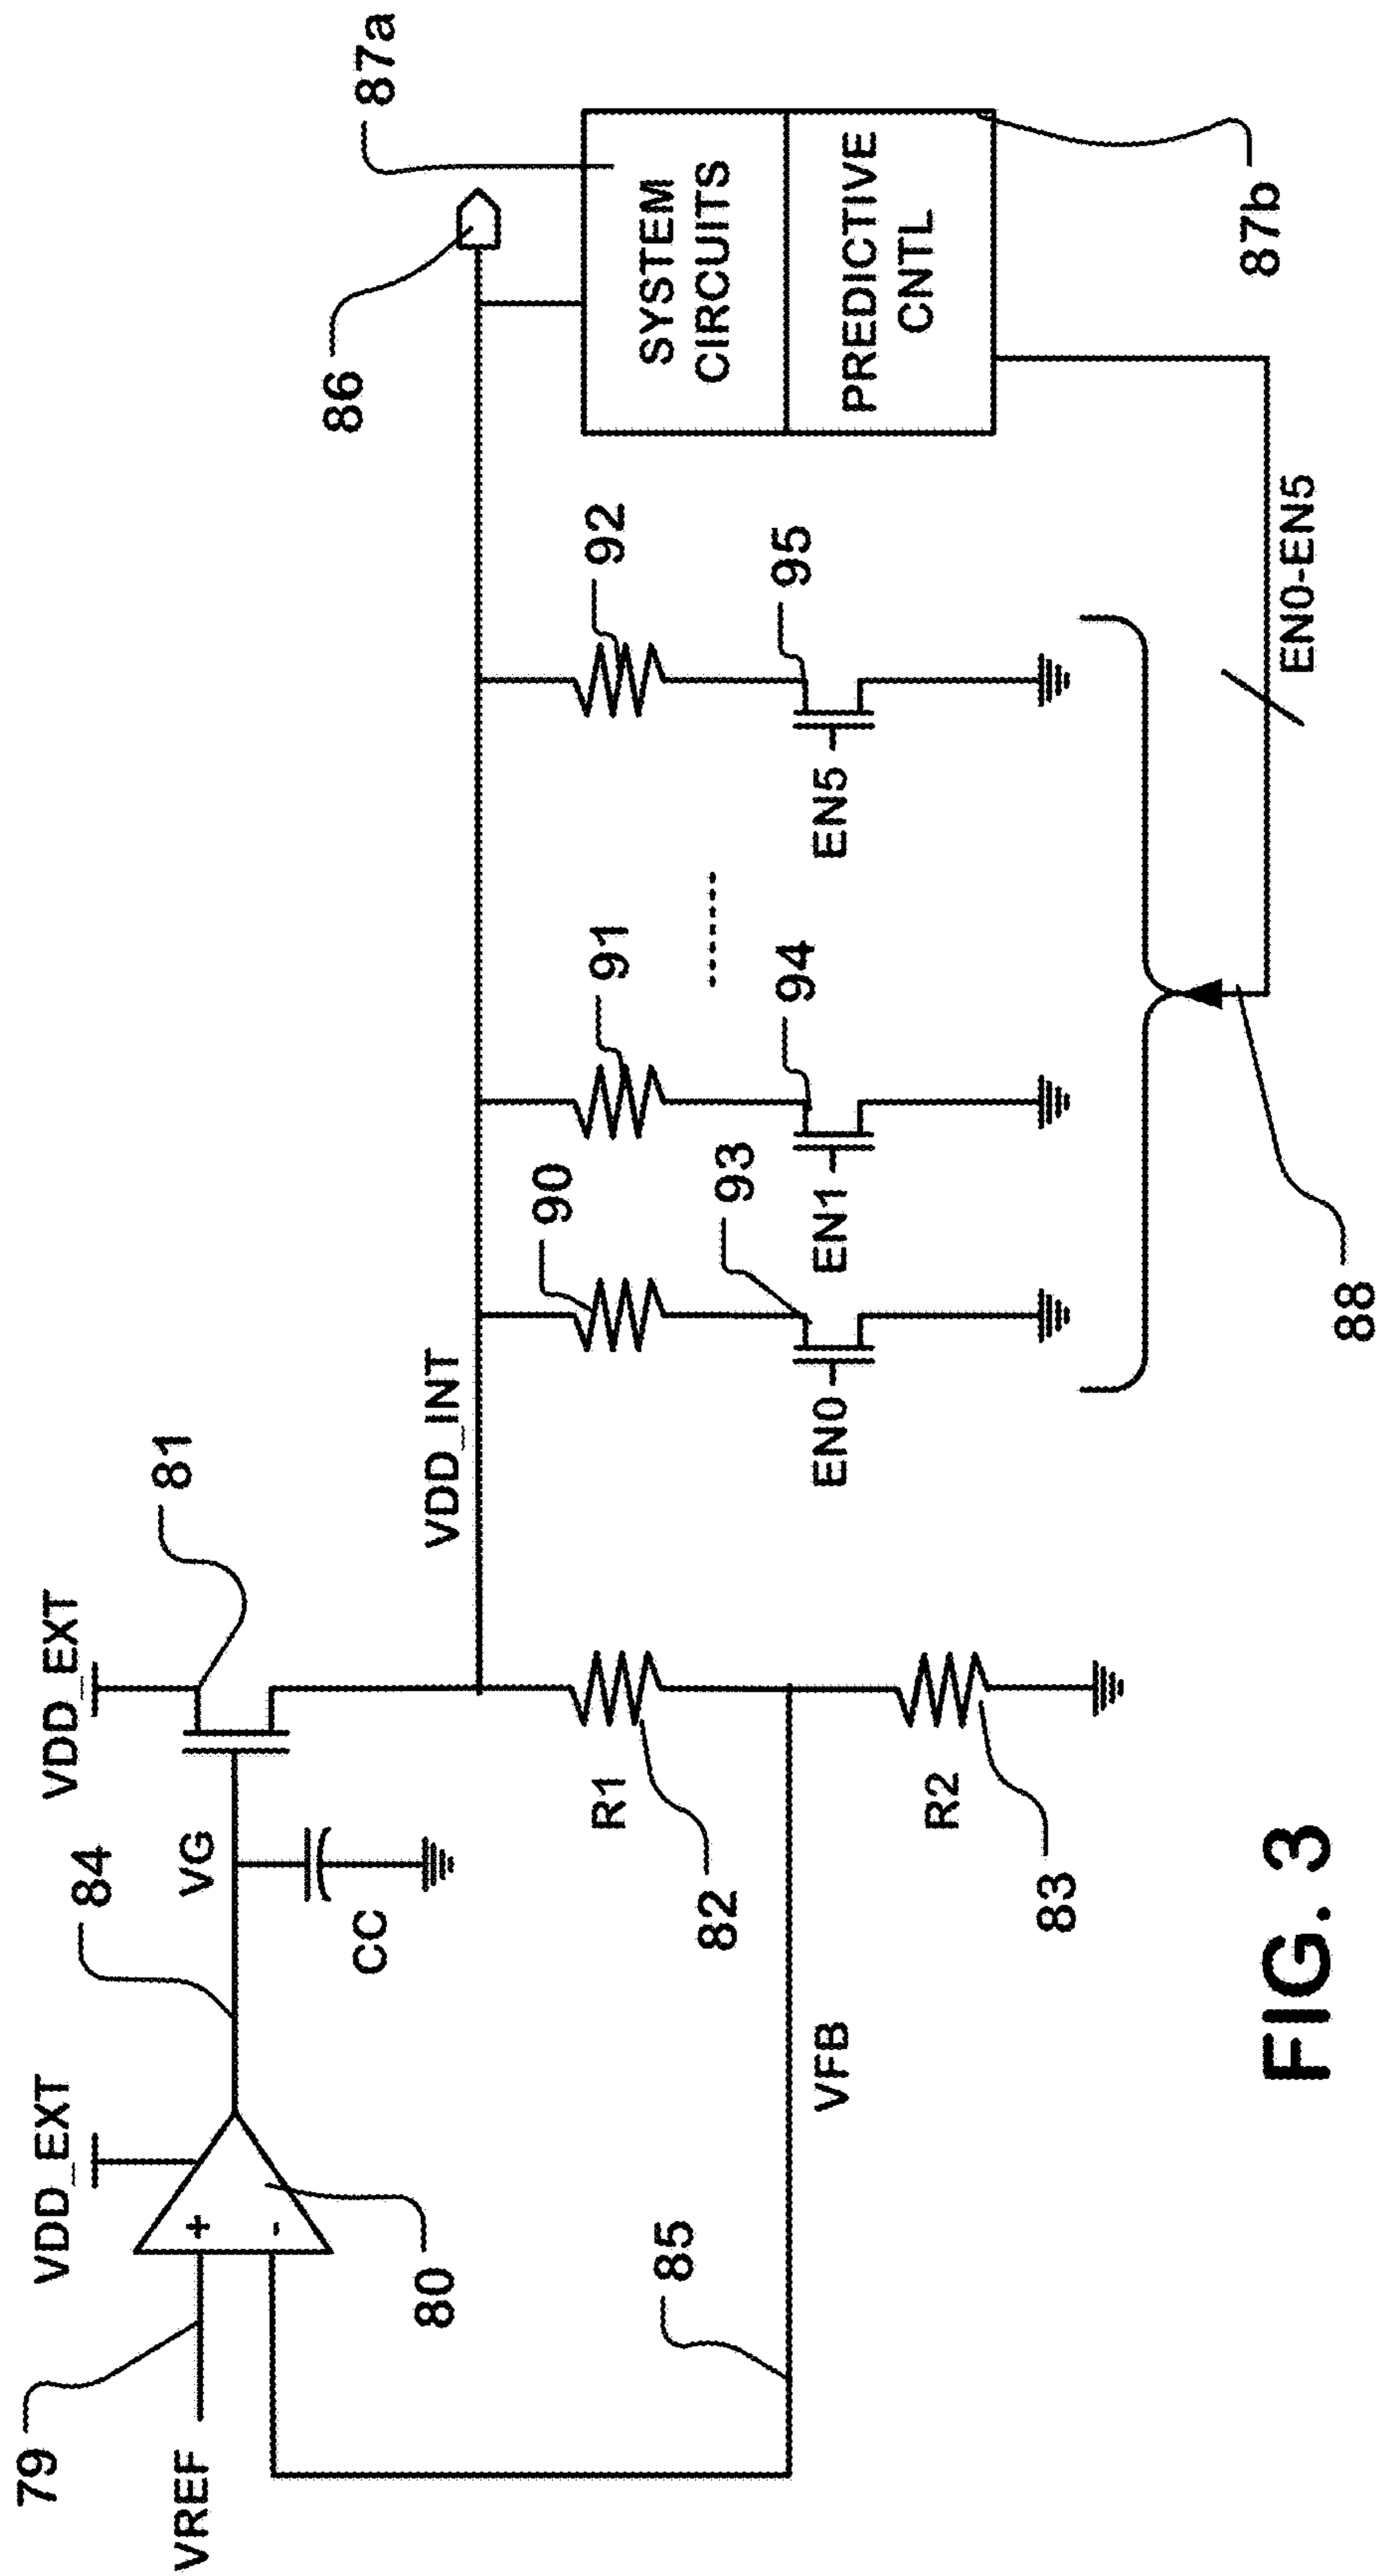 VDD_EXT
VDD_EXT
81
84
VG
79
VREF
+
-
80
CC
VDD_INT
86
87a
R1
82
90
91
92
SYSTEM
CIRCUITS
93
94
95
85
VFB
EN0
EN1
EN5
PREDICTIVE
CNTL
R2
83
87b
EN0-EN5
88
FIG. 3